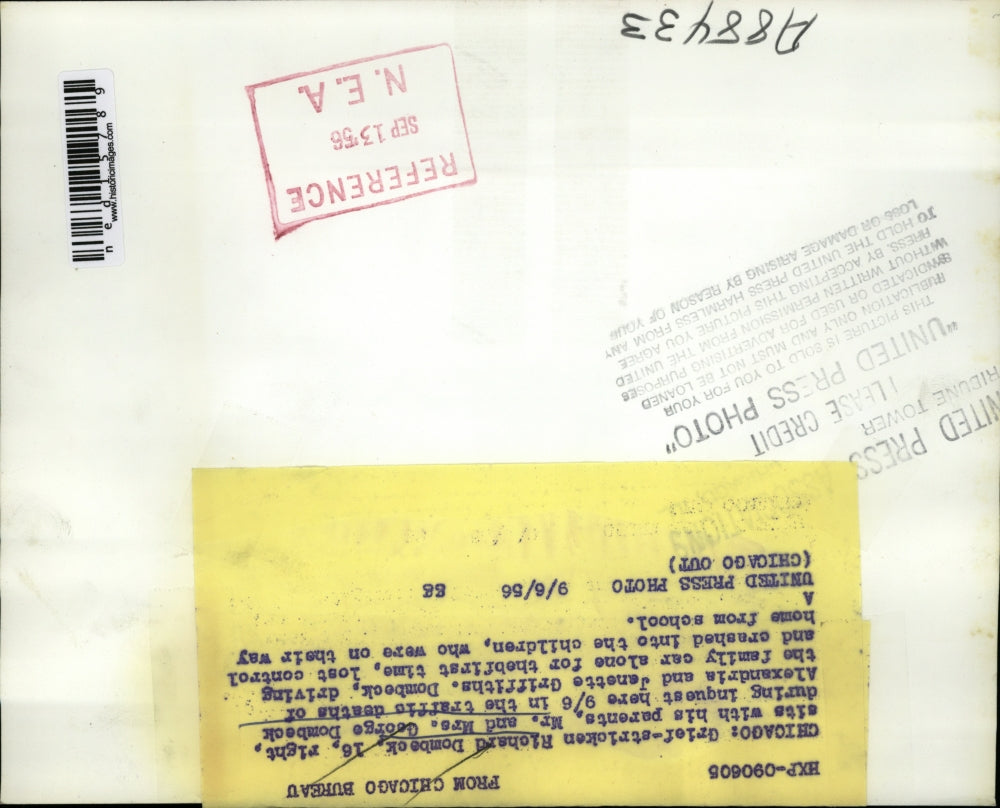 HXP-090605 FROM CHICAGO BUREAU
CHICAGO: Grief-stricken Richard Dombeck, 16, right,
sits with his parents, Mr. and Mrs. George Dombeck
during inquest here 9/6 in the traffic deaths of
Alexandria and Janette Griffiths. Dombeck, driving
the family car alone for thebfirst time, lost control
and crashed into the children, who were on their way
home from school.
A
UNITED PRESS PHOTO 9/6/56
(CHICAGO OUT)
UNITED PRESS
TRIBUNE TOWER
PLEASE CREDIT
"UNITED PRESS PHOTO"
THIS PICTURE IS SOLD TO YOU FOR YOUR
PUBLICATION ONLY AND MUST NOT BE LOANED
SYNDICATED OR USED FOR ADVERTISING PURPOSES
WITHOUT WRITTEN PERMISSION FROM THE UNITED
PRESS. BY ACCEPTING THIS PICTURE YOU AGREE
TO HOLD THE UNITED PRESS HARMLESS FROM ANY
LOSS OR DAMAGE ARISING BY REASON OF YOUR
REFERENCE
SEP 13 '56
N. E. A.
A88433
www.historicimages.com
ned15789